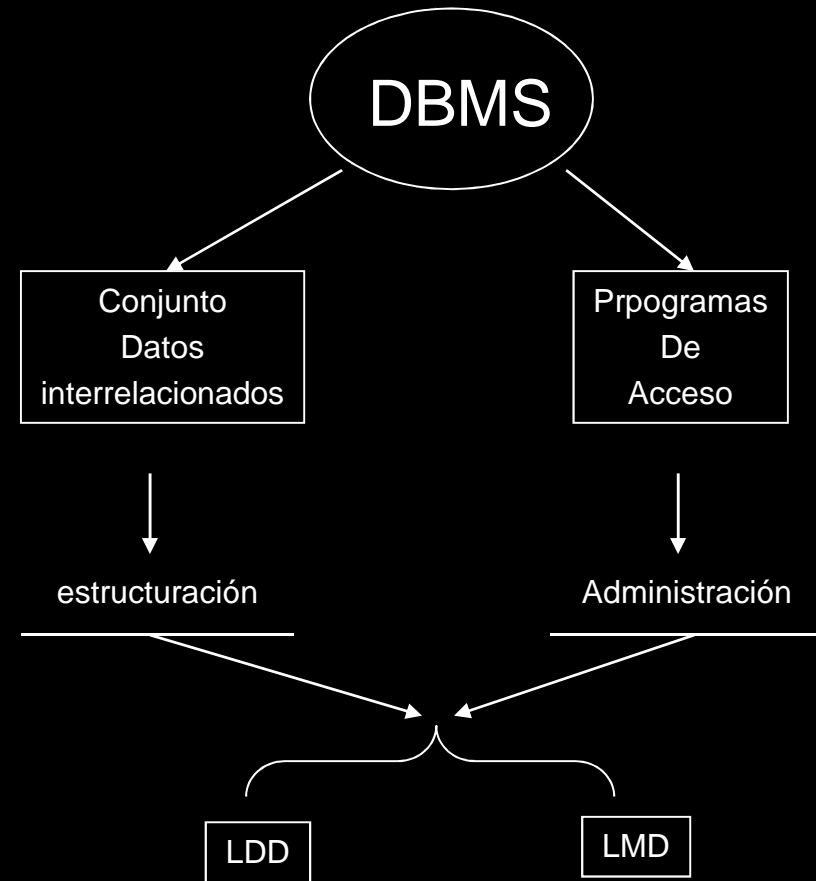 DBMS
Conjunto
Datos
interrelacionados
Prpogramas
De
Acceso
estructuración
Administración
LDD
LMD